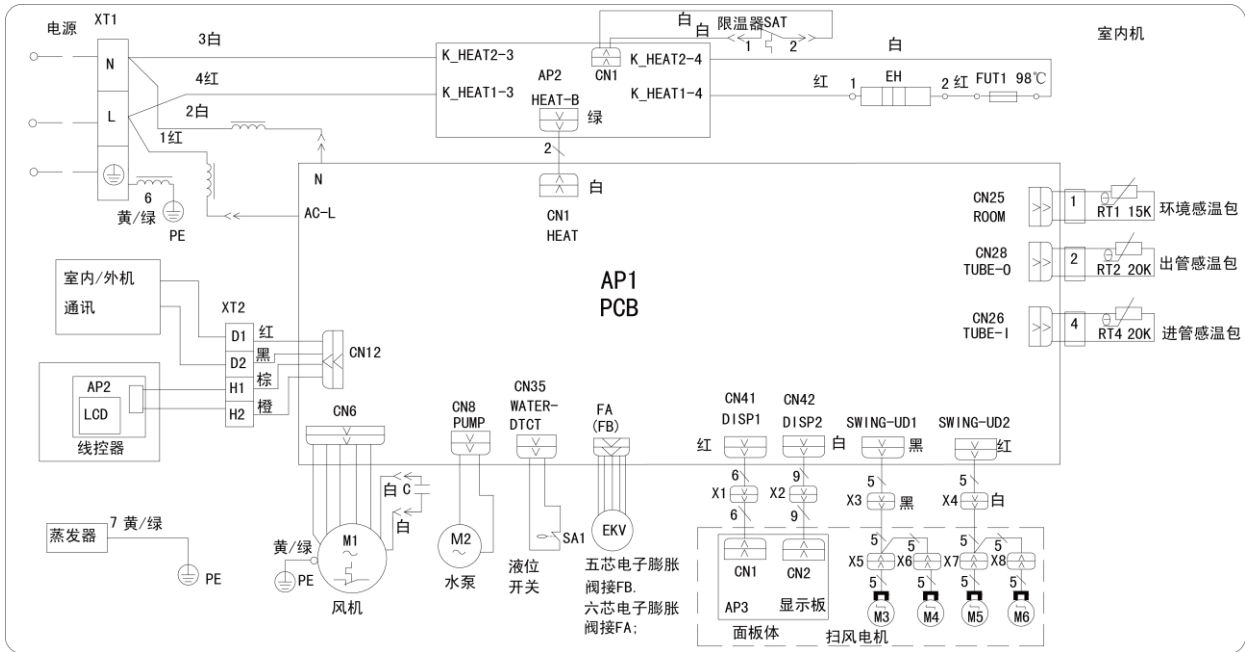 电源
XT1
N
L
3白
4红
2白
1红
6
黄/绿
PE
K_HEAT2-3
K_HEAT1-3
AP2
HEAT-B
绿
CN1
K_HEAT2-4
K_HEAT1-4
白
白
限温器SAT
1 2
白
红 1 EH 2 红 FUT1 98℃
室内机
2
N
AC-L
CN1
HEAT
白
AP1
PCB
CN25
ROOM
1
RT1 15K 环境感温包
CN28
TUBE-O
2
RT2 20K 出管感温包
CN26
TUBE-I
4
RT4 20K 进管感温包
室内/外机
通讯
XT2
D1 红
D2 黑
H1 棕
H2 橙
CN12
AP2
LCD
线控器
CN6
CN8
PUMP
CN35
WATER-
DTCT
FA
(FB)
红
CN41
DISP1
CN42
DISP2
白
SWING-UD1
黑
SWING-UD2
红
白 C
白
黄/绿
PE
M1
~
风机
M2
~
水泵
SA1
液位
开关
EKV
五芯电子膨胀
阀接FB.
六芯电子膨胀
阀接FA;
6
X1
6
9
X2
9
5
X3 黑
5
X4 白
CN1
CN2
AP3 显示板
面板体
5 5
X5 X6
5 5
M3 M4
5 5
X7 X8
5 5
M5 M6
扫风电机
蒸发器
7 黄/绿
PE